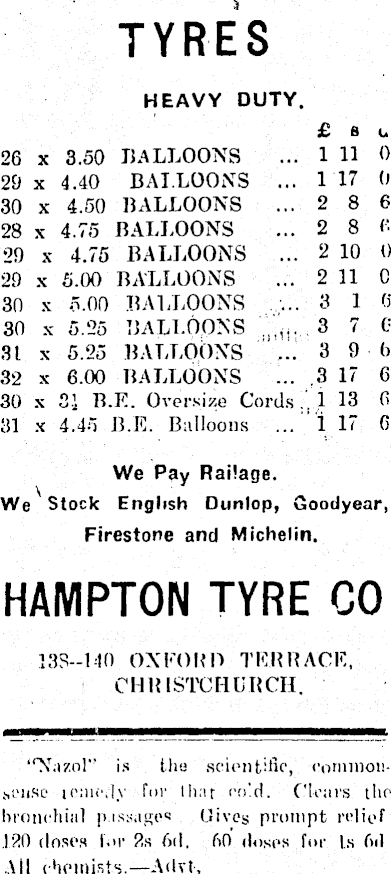 TYRES
HEAVY DUTY.
£ s
26 x 3.50 BALLOONS ... 1 11 0
29 x 4.40 BALLOONS ... 1 17 0
30 x 4.50 BALLOONS ... 2 8 6
28 x 4.75 BALLOONS ... 2 8 6
29 x 4.75 BALLOONS ... 2 10 0
29 x 5.00 BALLOONS ... 2 11 0
30 x 5.00 BALLOONS ... 3 1 6
30 x 5.25 BALLOONS ... 3 7 6
31 x 5.25 BALLOONS ... 3 9 6
32 x 6.00 BALLOONS ... 3 17 6
30 x 3½ B.E. Oversize Cords 1 13 6
31 x 4.45 B.E. Balloons ... 1 17 6
We Pay Railage.
We Stock English Dunlop, Goodyear,
Firestone and Michelin.
HAMPTON TYRE CO
138--140 OXFORD TERRACE,
CHRISTCHURCH.
"Nazol" is the scientific, common-
sense remedy for that cold. Clears the
bronchial passages Gives prompt relief
120 doses for 2s 6d. 60 doses for 1s 6d
All chemists.—Advt,